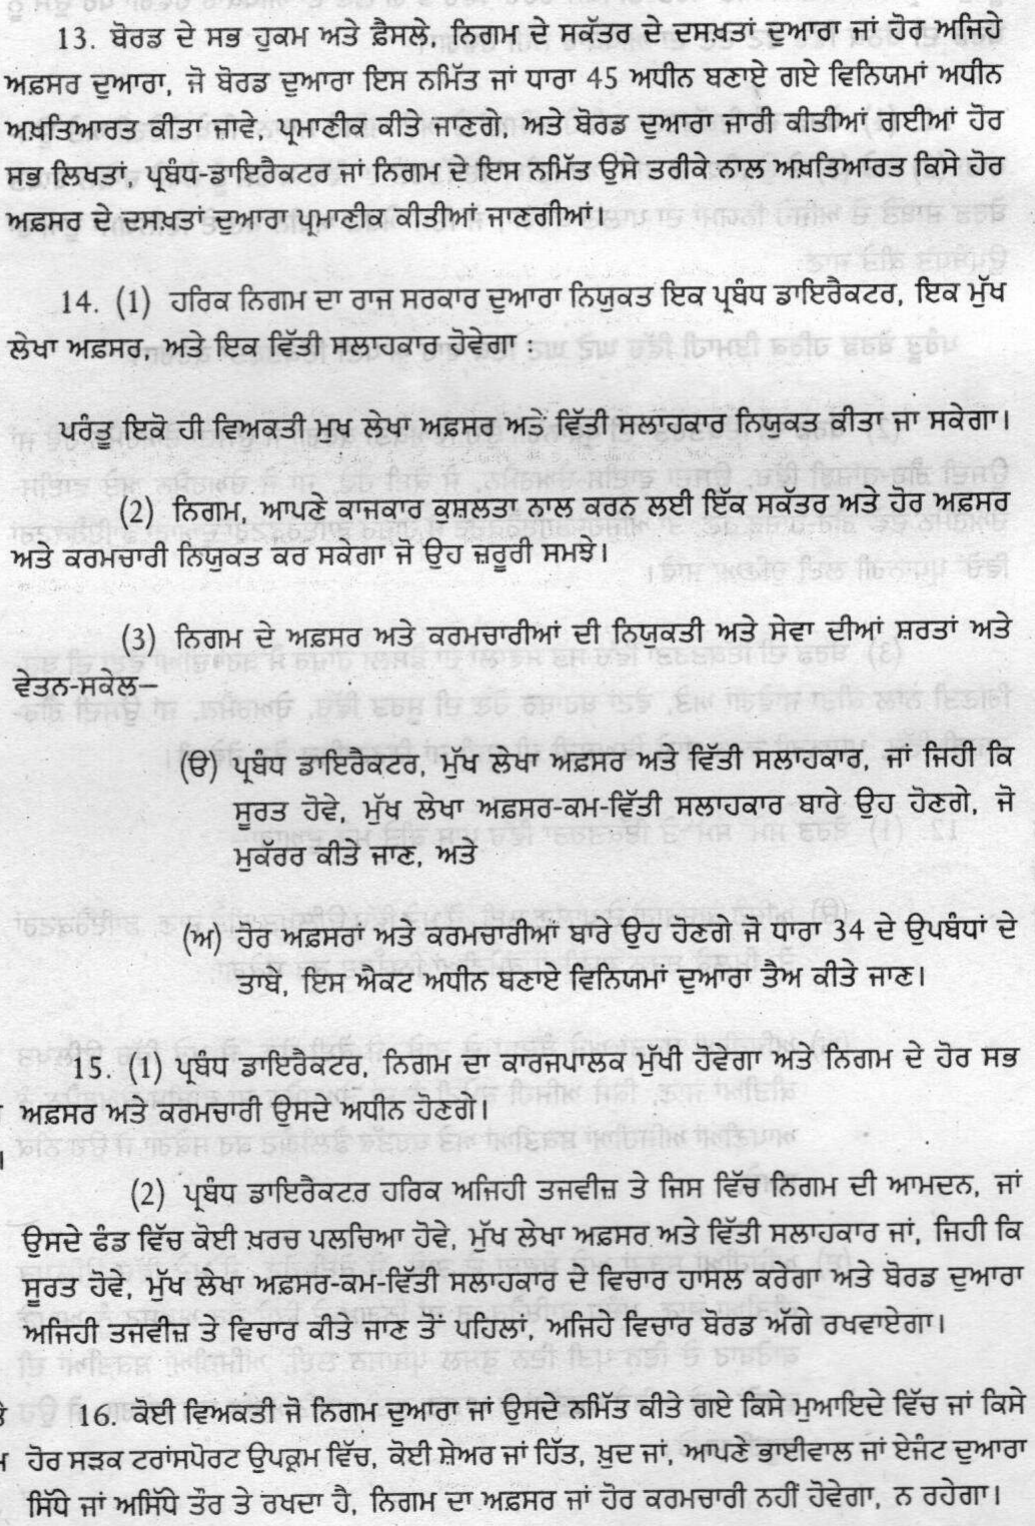 13. ਬੋਰਡ ਦੇ ਸਭ ਹੁਕਮ ਅਤੇ ਫ਼ੈਸਲੇ, ਨਿਗਮ ਦੇ ਸਕੱਤਰ ਦੇ ਦਸਖ਼ਤਾਂ ਦੁਆਰਾ ਜਾਂ ਹੋਰ ਅਜਿਹੇ
ਅਫ਼ਸਰ ਦੁਆਰਾ, ਜੋ ਬੋਰਡ ਦੁਆਰਾ ਇਸ ਨਮਿੱਤ ਜਾਂ ਧਾਰਾ 45 ਅਧੀਨ ਬਣਾਏ ਗਏ ਵਿਨਿਯਮਾਂ ਅਧੀਨ
ਅਖ਼ਤਿਆਰਤ ਕੀਤਾ ਜਾਵੇ, ਪ੍ਰਮਾਣੀਕ ਕੀਤੇ ਜਾਣਗੇ, ਅਤੇ ਬੋਰਡ ਦੁਆਰਾ ਜਾਰੀ ਕੀਤੀਆਂ ਗਈਆਂ ਹੋਰ
ਸਭ ਲਿਖਤਾਂ, ਪ੍ਰਬੰਧ-ਡਾਇਰੈਕਟਰ ਜਾਂ ਨਿਗਮ ਦੇ ਇਸ ਨਮਿੱਤ ਉਸੇ ਤਰੀਕੇ ਨਾਲ ਅਖ਼ਤਿਆਰਤ ਕਿਸੇ ਹੋਰ
ਅਫ਼ਸਰ ਦੇ ਦਸਖ਼ਤਾਂ ਦੁਆਰਾ ਪ੍ਰਮਾਣੀਕ ਕੀਤੀਆਂ ਜਾਣਗੀਆਂ।
14. (1) ਹਰਿਕ ਨਿਗਮ ਦਾ ਰਾਜ ਸਰਕਾਰ ਦੁਆਰਾ ਨਿਯੁਕਤ ਇਕ ਪ੍ਰਬੰਧ ਡਾਇਰੈਕਟਰ, ਇਕ ਮੁੱਖ
ਲੇਖਾ ਅਫ਼ਸਰ, ਅਤੇ ਇਕ ਵਿੱਤੀ ਸਲਾਹਕਾਰ ਹੋਵੇਗਾ :
ਪਰੰਤੂ ਇਕੋ ਹੀ ਵਿਅਕਤੀ ਮੁਖ ਲੇਖਾ ਅਫ਼ਸਰ ਅਤੇ ਵਿੱਤੀ ਸਲਾਹਕਾਰ ਨਿਯੁਕਤ ਕੀਤਾ ਜਾ ਸਕੇਗਾ।
(2) ਨਿਗਮ, ਆਪਣੇ ਕਾਜਕਾਰ ਕੁਸ਼ਲਤਾ ਨਾਲ ਕਰਨ ਲਈ ਇੱਕ ਸਕੱਤਰ ਅਤੇ ਹੋਰ ਅਫ਼ਸਰ
ਅਤੇ ਕਰਮਚਾਰੀ ਨਿਯੁਕਤ ਕਰ ਸਕੇਗਾ ਜੋ ਉਹ ਜ਼ਰੂਰੀ ਸਮਝੇ।
(3) ਨਿਗਮ ਦੇ ਅਫ਼ਸਰ ਅਤੇ ਕਰਮਚਾਰੀਆਂ ਦੀ ਨਿਯੁਕਤੀ ਅਤੇ ਸੇਵਾ ਦੀਆਂ ਸ਼ਰਤਾਂ ਅਤੇ
ਵੇਤਨ-ਸਕੇਲ—
(ੳ) ਪ੍ਰਬੰਧ ਡਾਇਰੈਕਟਰ, ਮੁੱਖ ਲੇਖਾ ਅਫ਼ਸਰ ਅਤੇ ਵਿੱਤੀ ਸਲਾਹਕਾਰ, ਜਾਂ ਜਿਹੀ ਕਿ
ਸੂਰਤ ਹੋਵੇ, ਮੁੱਖ ਲੇਖਾ ਅਫ਼ਸਰ-ਕਮ-ਵਿੱਤੀ ਸਲਾਹਕਾਰ ਬਾਰੇ ਉਹ ਹੋਣਗੇ, ਜੋ
ਮੁਕੱਰਰ ਕੀਤੇ ਜਾਣ, ਅਤੇ
(ਅ) ਹੋਰ ਅਫ਼ਸਰਾਂ ਅਤੇ ਕਰਮਚਾਰੀਆਂ ਬਾਰੇ ਉਹ ਹੋਣਗੇ ਜੋ ਧਾਰਾ 34 ਦੇ ਉਪਬੰਧਾਂ ਦੇ
ਤਾਬੇ, ਇਸ ਐਕਟ ਅਧੀਨ ਬਣਾਏ ਵਿਨਿਯਮਾਂ ਦੁਆਰਾ ਤੈਅ ਕੀਤੇ ਜਾਣ।
15. (1) ਪ੍ਰਬੰਧ ਡਾਇਰੈਕਟਰ, ਨਿਗਮ ਦਾ ਕਾਰਜਪਾਲਕ ਮੁੱਖੀ ਹੋਵੇਗਾ ਅਤੇ ਨਿਗਮ ਦੇ ਹੋਰ ਸਭ
ਅਫ਼ਸਰ ਅਤੇ ਕਰਮਚਾਰੀ ਉਸਦੇ ਅਧੀਨ ਹੋਣਗੇ।
(2) ਪ੍ਰਬੰਧ ਡਾਇਰੈਕਟਰ ਹਰਿਕ ਅਜਿਹੀ ਤਜਵੀਜ਼ ਤੇ ਜਿਸ ਵਿੱਚ ਨਿਗਮ ਦੀ ਆਮਦਨ, ਜਾਂ
ਉਸਦੇ ਫੰਡ ਵਿੱਚ ਕੋਈ ਖ਼ਰਚ ਪਲਚਿਆ ਹੋਵੇ, ਮੁੱਖ ਲੇਖਾ ਅਫ਼ਸਰ ਅਤੇ ਵਿੱਤੀ ਸਲਾਹਕਾਰ ਜਾਂ, ਜਿਹੀ ਕਿ
ਸੂਰਤ ਹੋਵੇ, ਮੁੱਖ ਲੇਖਾ ਅਫ਼ਸਰ-ਕਮ-ਵਿੱਤੀ ਸਲਾਹਕਾਰ ਦੇ ਵਿਚਾਰ ਹਾਸਲ ਕਰੇਗਾ ਅਤੇ ਬੋਰਡ ਦੁਆਰਾ
ਅਜਿਹੀ ਤਜਵੀਜ਼ ਤੇ ਵਿਚਾਰ ਕੀਤੇ ਜਾਣ ਤੋਂ ਪਹਿਲਾਂ, ਅਜਿਹੇ ਵਿਚਾਰ ਬੋਰਡ ਅੱਗੇ ਰਖਵਾਏਗਾ।
16. ਕੋਈ ਵਿਅਕਤੀ ਜੋ ਨਿਗਮ ਦੁਆਰਾ ਜਾਂ ਉਸਦੇ ਨਮਿੱਤ ਕੀਤੇ ਗਏ ਕਿਸੇ ਮੁਆਇਦੇ ਵਿੱਚ ਜਾਂ ਕਿਸੇ
ਹੋਰ ਸੜਕ ਟਰਾਂਸਪੋਰਟ ਉਪਕ੍ਰਮ ਵਿੱਚ, ਕੋਈ ਸ਼ੇਅਰ ਜਾਂ ਹਿੱਤ, ਖ਼ੁਦ ਜਾਂ, ਆਪਣੇ ਭਾਈਵਾਲ ਜਾਂ ਏਜੰਟ ਦੁਆਰਾ
ਸਿੱਧੇ ਜਾਂ ਅਸਿੱਧੇ ਤੌਰ ਤੇ ਰਖਦਾ ਹੈ, ਨਿਗਮ ਦਾ ਅਫ਼ਸਰ ਜਾਂ ਹੋਰ ਕਰਮਚਾਰੀ ਨਹੀਂ ਹੋਵੇਗਾ, ਨ ਰਹੇਗਾ।